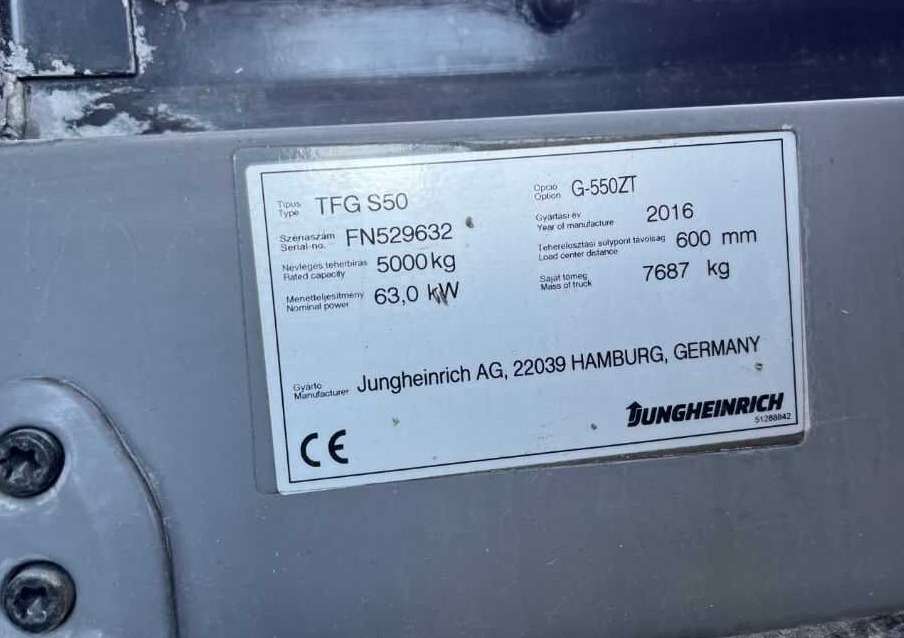 Típus
Type TFG S50
Opció
Option G-550ZT
Szériaszám
Serial-no. FN529632
Gyártási év
Year of manufacture 2016
Névleges teherbírás
Rated capacity 5000 kg
Teherelosztási súlypont távolság
Load center distance 600 mm
Menetteljesítmény
Nominal power 63,0 kW
Saját tömeg
Mass of truck 7687 kg
Gyártó
Manufacturer Jungheinrich AG, 22039 HAMBURG, GERMANY
CE
JUNGHEINRICH
51288842